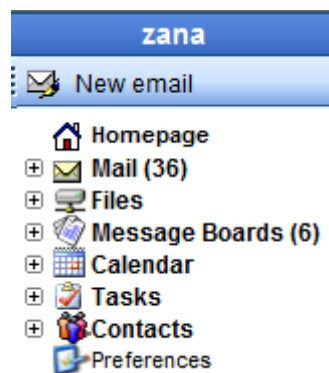 zana
New email
Homepage
Mail (36)
Files
Message Boards (6)
Calendar
Tasks
Contacts
Preferences